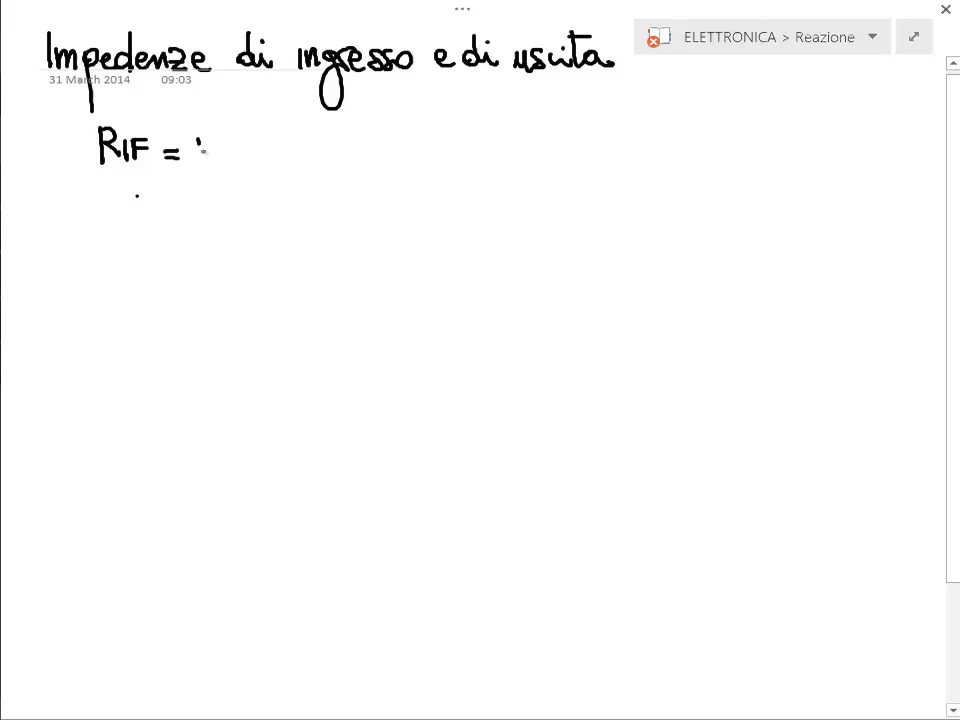 Impedenze di ingresso e di uscita
ELETTRONICA > Reazione
31 March 2014 09:03
RIF =